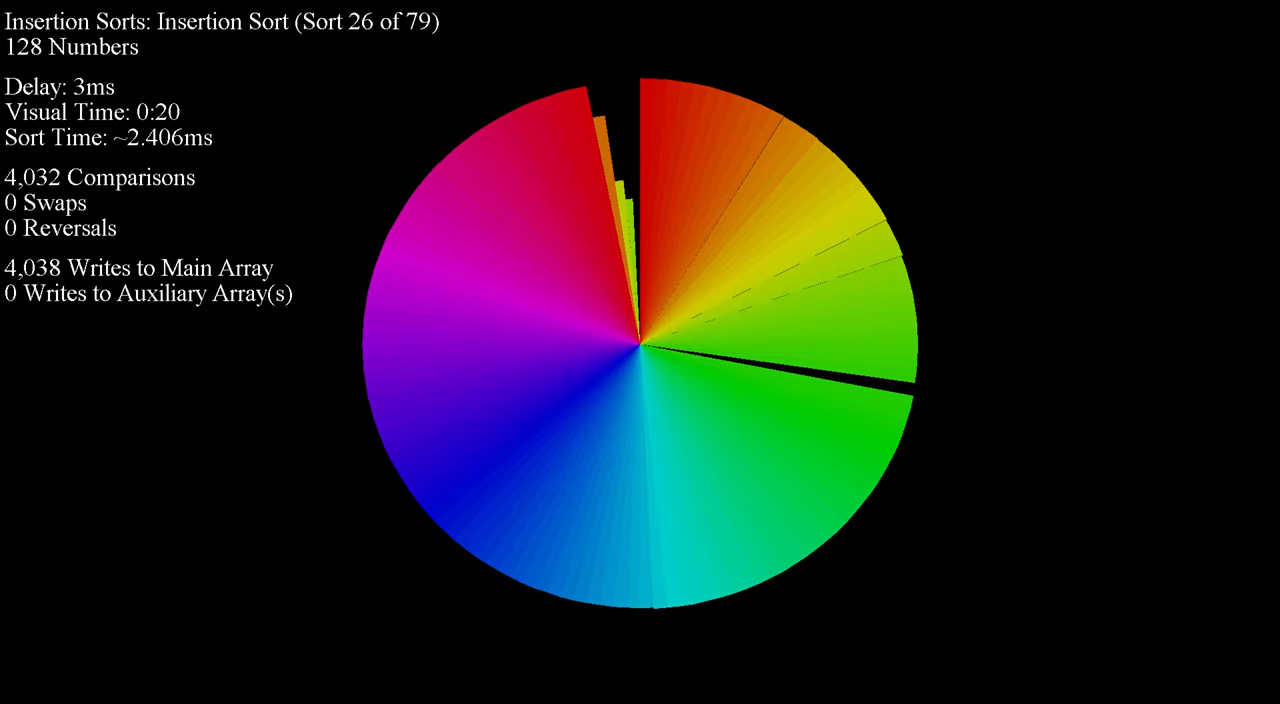 Insertion Sorts: Insertion Sort (Sort 26 of 79)
128 Numbers
Delay: 3ms
Visual Time: 0:20
Sort Time: ~2.406ms
4,032 Comparisons
0 Swaps
0 Reversals
4,038 Writes to Main Array
0 Writes to Auxiliary Array(s)